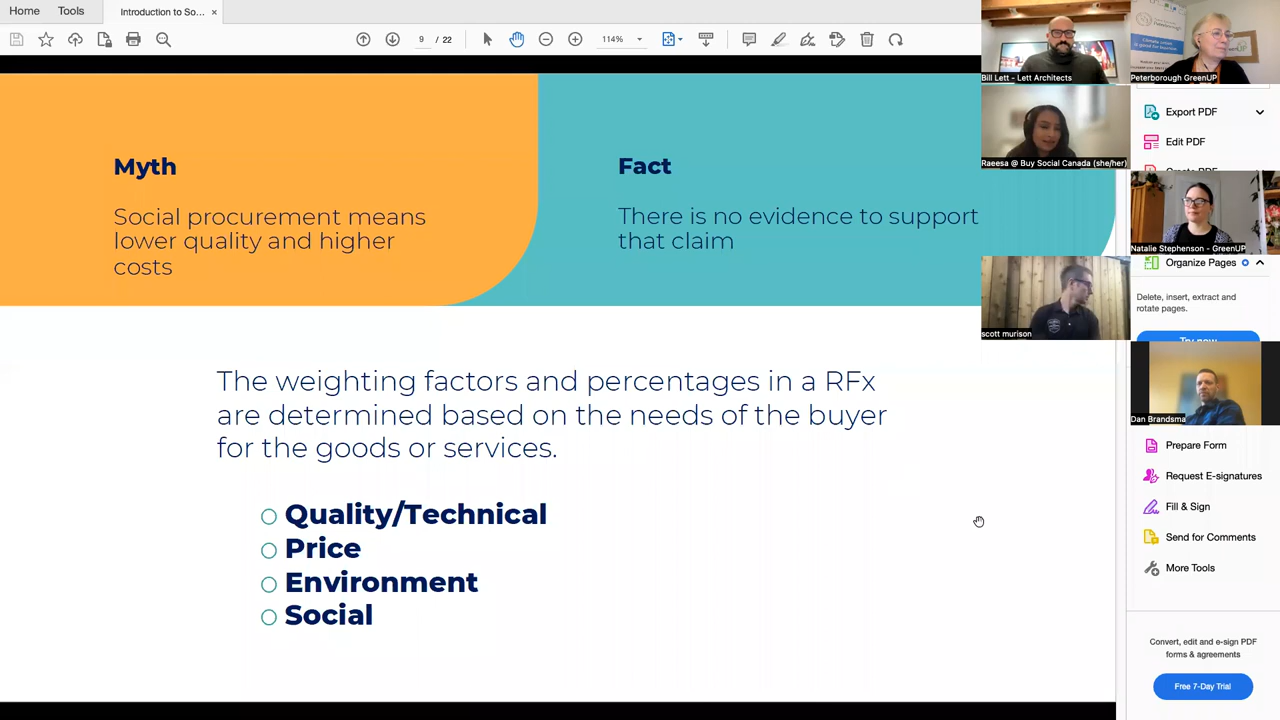 Home
Tools
Introduction to So...
9 / 22
114%
Myth
Social procurement means
lower quality and higher
costs
Fact
There is no evidence to support
that claim
The weighting factors and percentages in a RFx
are determined based on the needs of the buyer
for the goods or services.
Quality/Technical
Price
Environment
Social
Bill Lett - Lett Architects
Peterborough GreenUP
Raeesa @ Buy Social Canada (she/her)
Natalie Stephenson - GreenUP
scott murison
Dan Brandsma
Export PDF
Edit PDF
Create PDF
Organize Pages
Delete, insert, extract and
rotate pages.
Try now
Prepare Form
Request E-signatures
Fill & Sign
Send for Comments
More Tools
Convert, edit and e-sign PDF
forms & agreements
Free 7-Day Trial